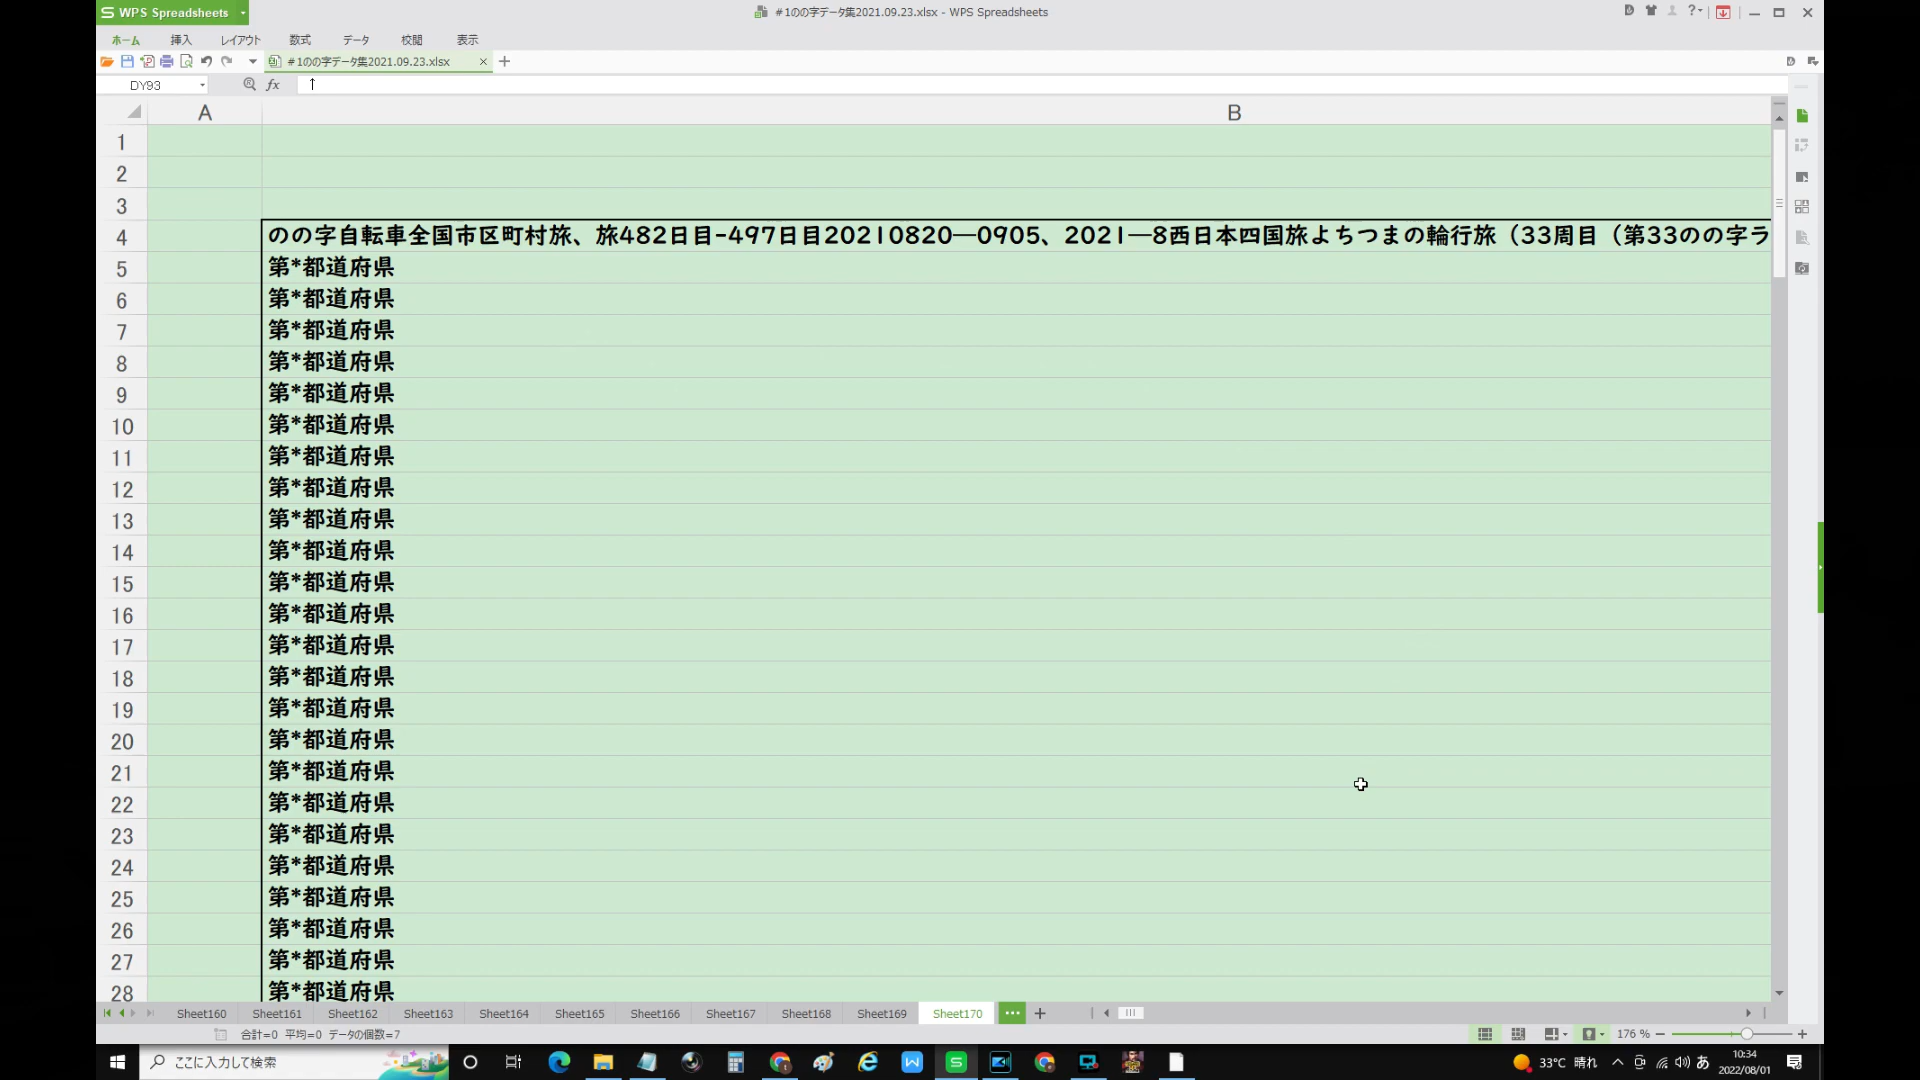 WPS Spreadsheets
#1のの字データ集2021.09.23.xlsx - WPS Spreadsheets
ホーム 挿入 レイアウト 数式 データ 校閲 表示
#1のの字データ集2021.09.23.xlsx
DY93 fx ↑
A B
1
2
3
4 のの字自転車全国市区町村旅、旅482日目-497日目20210820—0905、2021—8西日本四国旅よちつまの輪行旅（33周目（第33のの字ラ
5 第*都道府県
6 第*都道府県
7 第*都道府県
8 第*都道府県
9 第*都道府県
10 第*都道府県
11 第*都道府県
12 第*都道府県
13 第*都道府県
14 第*都道府県
15 第*都道府県
16 第*都道府県
17 第*都道府県
18 第*都道府県
19 第*都道府県
20 第*都道府県
21 第*都道府県
22 第*都道府県
23 第*都道府県
24 第*都道府県
25 第*都道府県
26 第*都道府県
27 第*都道府県
28 第*都道府県
Sheet160 Sheet161 Sheet162 Sheet163 Sheet164 Sheet165 Sheet166 Sheet167 Sheet168 Sheet169 Sheet170
合計=0 平均=0 データの個数=7
176 %
ここに入力して検索
33°C 晴れ
あ
10:34
2022/08/01